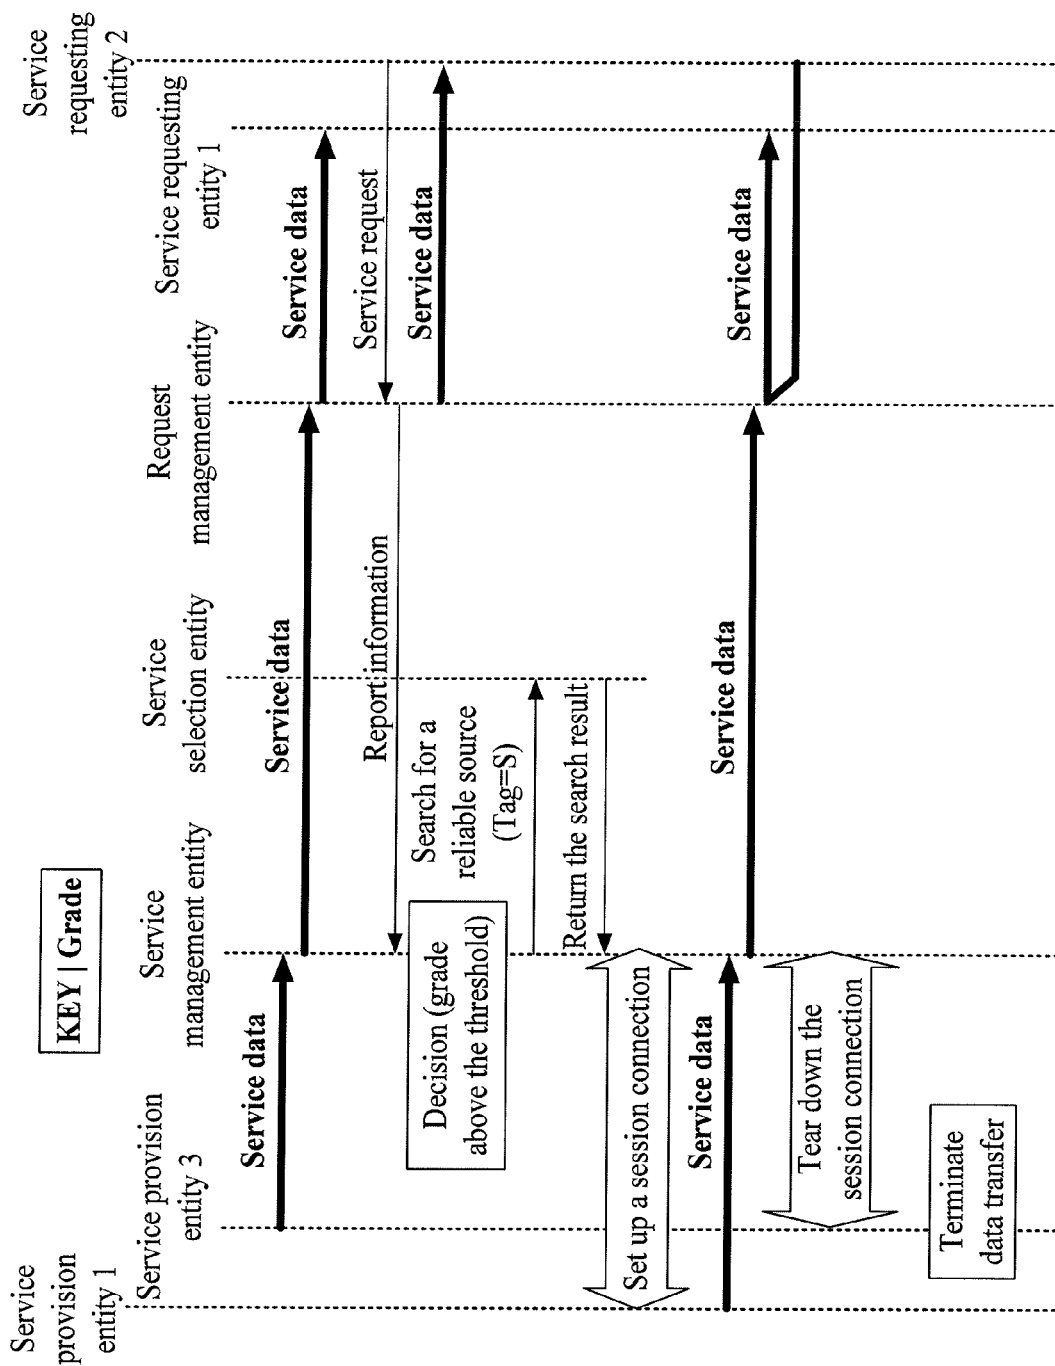 KEY | Grade
Service
provision
entity 1
Service provision
entity 3
Service
management entity
Service
selection entity
Request
management entity
Service requesting
entity 1
Service
requesting
entity 2
Service data
Service data
Service data
Service request
Report information
Service data
Decision (grade
above the threshold)
Search for a
reliable source
(Tag=S)
Return the search result
Set up a session connection
Service data
Service data
Service data
Tear down the
session connection
Terminate
data transfer